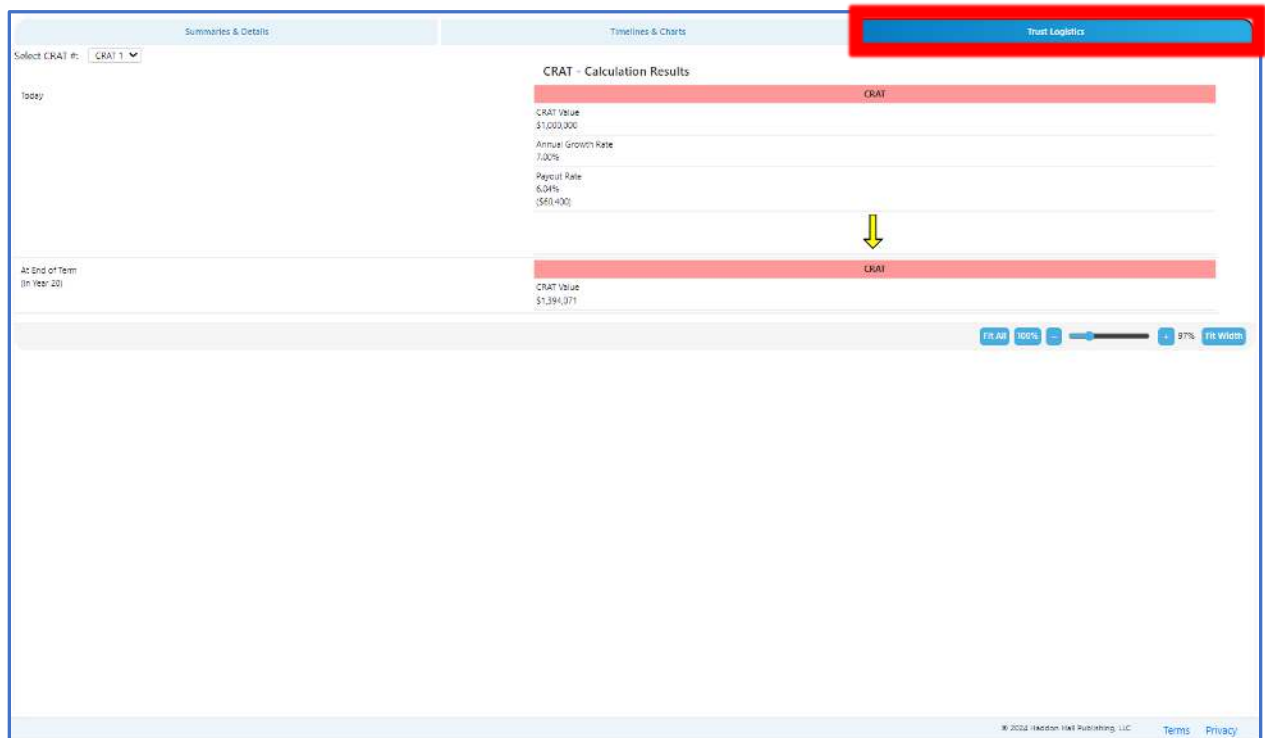 Summaries & Details
Timelines & Charts
Trust Logistics
Select CRAT #: CRAT 1
CRAT - Calculation Results
Today
CRAT
CRAT Value
$1,000,000
Annual Growth Rate
7.00%
Payout Rate
6.04%
($60,400)
At End of Term
(In Year 20)
CRAT
CRAT Value
$1,394,071
Fit All 100% - + 97% Fit Width
© 2024 Haddon Hall Publishing, LLC Terms Privacy